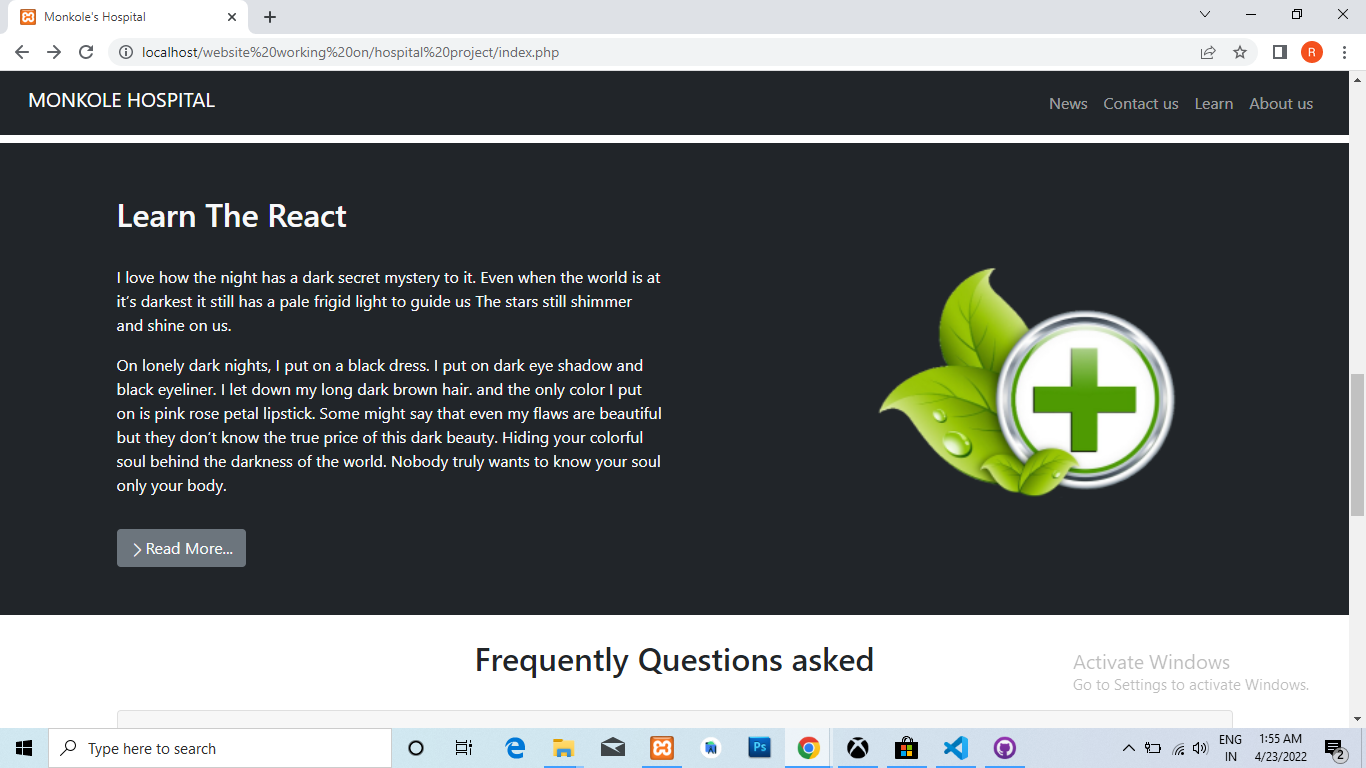 Monkole's Hospital
localhost/website%20working%20on/hospital%20project/index.php
R
MONKOLE HOSPITAL
News Contact us Learn About us
Learn The React
I love how the night has a dark secret mystery to it. Even when the world is at
it’s darkest it still has a pale frigid light to guide us The stars still shimmer
and shine on us.
On lonely dark nights, I put on a black dress. I put on dark eye shadow and
black eyeliner. I let down my long dark brown hair. and the only color I put
on is pink rose petal lipstick. Some might say that even my flaws are beautiful
but they don’t know the true price of this dark beauty. Hiding your colorful
soul behind the darkness of the world. Nobody truly wants to know your soul
only your body.
Read More...
Frequently Questions asked
Activate Windows
Go to Settings to activate Windows.
Type here to search
Ps
ENG
IN
1:55 AM
4/23/2022
2